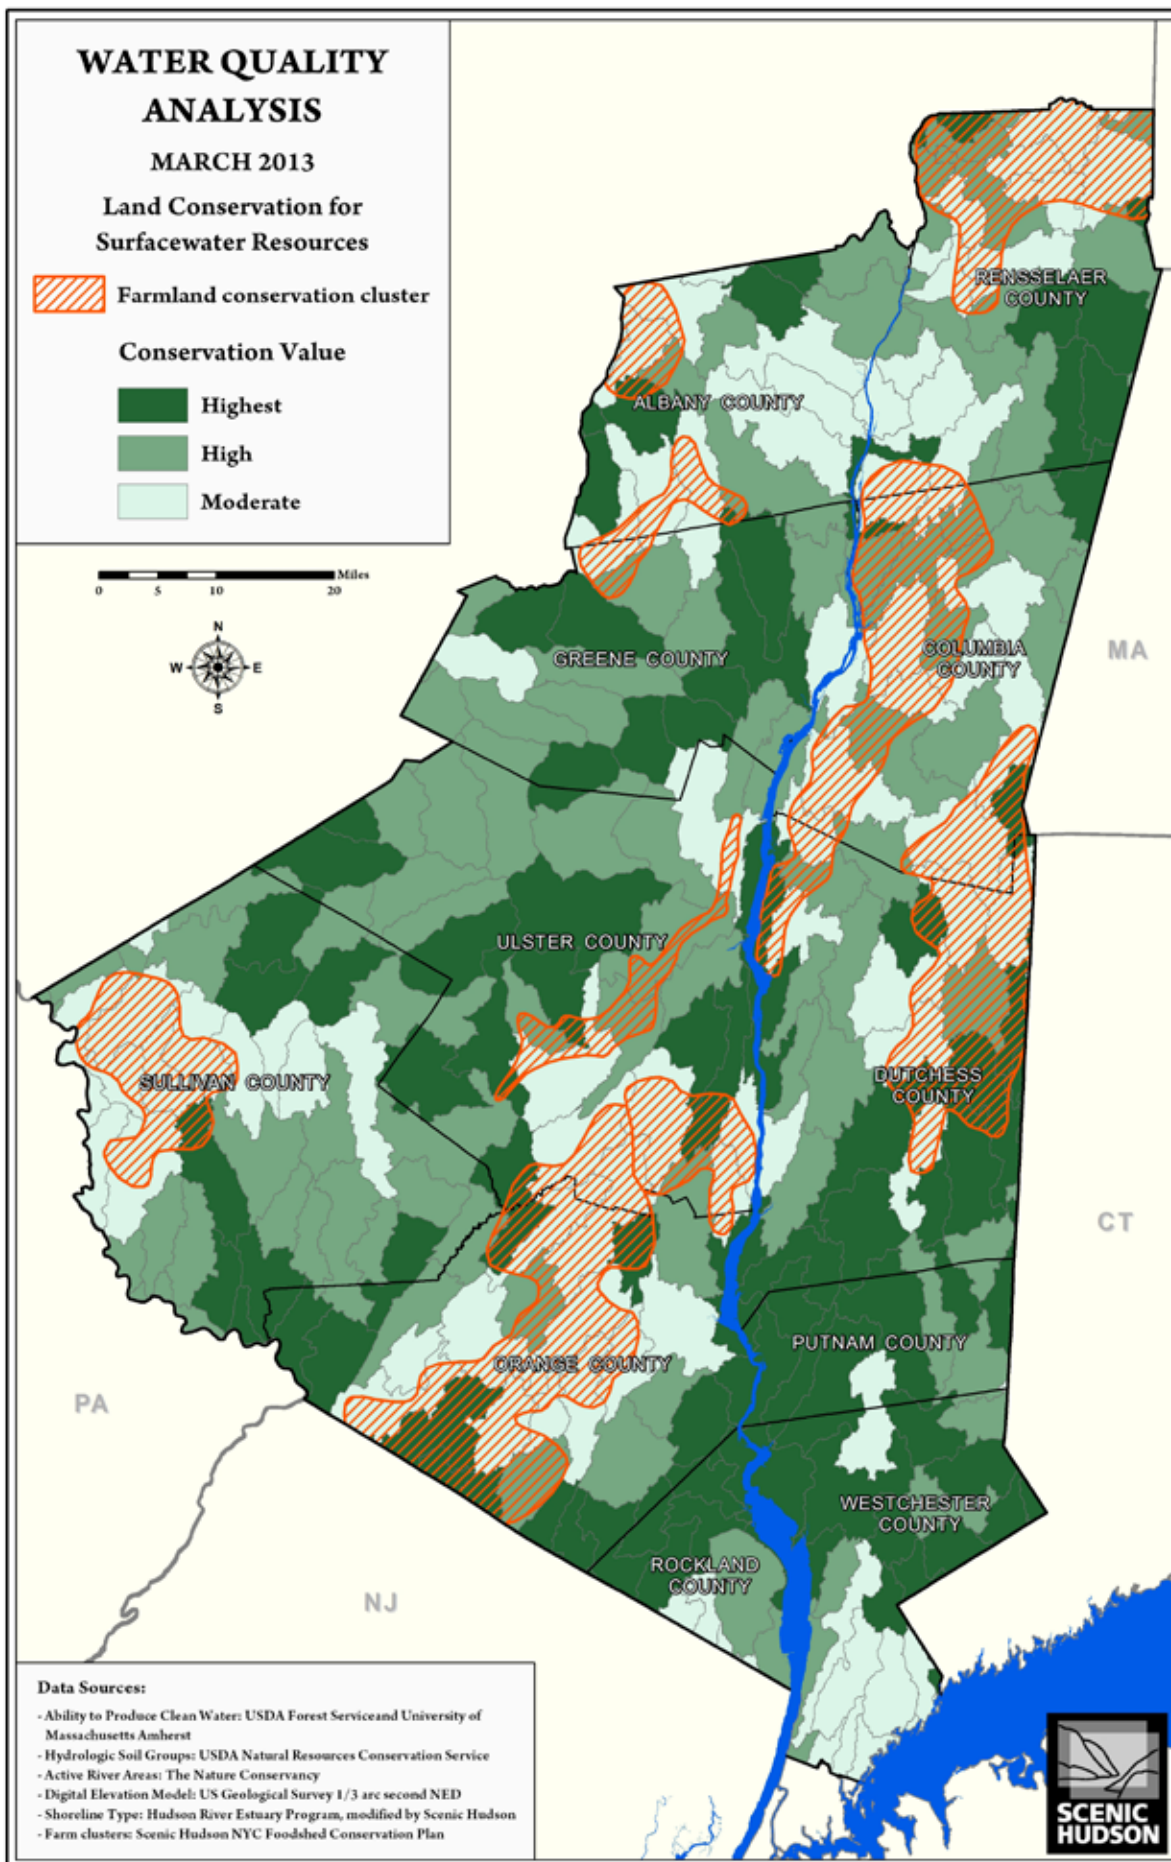 WATER QUALITY
ANALYSIS
MARCH 2013
Land Conservation for
Surfacewater Resources
Farmland conservation cluster
Conservation Value
Highest
High
Moderate
Miles
0 5 10 20
N
W E
S
RENSSELAER
COUNTY
ALBANY COUNTY
GREENE COUNTY
COLUMBIA
COUNTY
MA
ULSTER COUNTY
SULLIVAN COUNTY
DUTCHESS
COUNTY
CT
PUTNAM COUNTY
ORANGE COUNTY
PA
WESTCHESTER
COUNTY
ROCKLAND
COUNTY
NJ
Data Sources:
- Ability to Produce Clean Water: USDA Forest Serviceand University of
Massachusetts Amherst
- Hydrologic Soil Groups: USDA Natural Resources Conservation Service
- Active River Areas: The Nature Conservancy
- Digital Elevation Model: US Geological Survey 1/3 arc second NED
- Shoreline Type: Hudson River Estuary Program, modified by Scenic Hudson
- Farm clusters: Scenic Hudson NYC Foodshed Conservation Plan
SCENIC
HUDSON